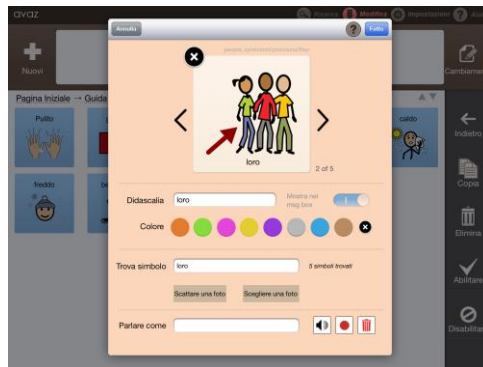 avaz
Ricerca
Modifica
Impostazioni
Annulla
Fatto
Nuovi
Cambiamen
Pagina Iniziale → Guida
Pulito
caldo
freddo
loro
2 of 5
Didascalia
loro
Mostra nel
msg box
Colore
Trova simbolo
loro
5 simboli trovati
Scattare una foto
Scegliere una foto
Parlare come
Indietro
Copia
Elimina
Abilitare
Disabilitar